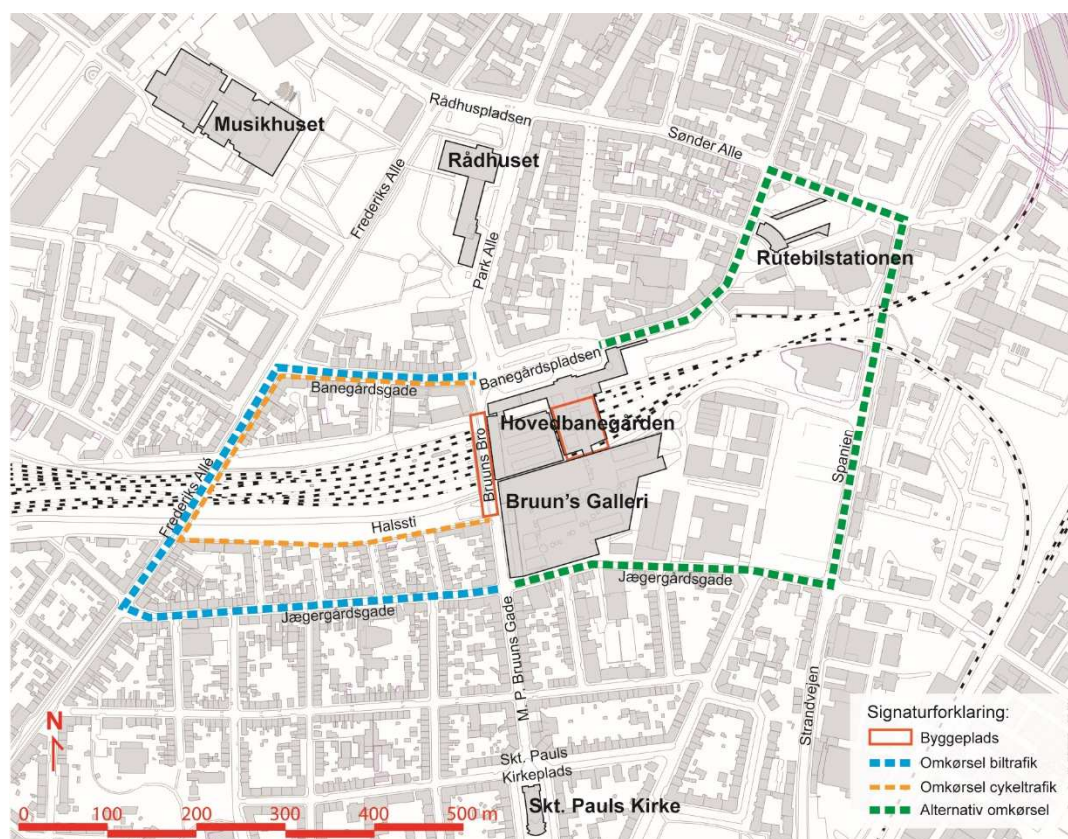 Musikhuset
Rådhuspladsen
Rådhuset
Sønder Alle
Frederiks Alle
Park Alle
Rutebilstationen
Banegårdspladsen
Banegårdsgade
Hovedbanegården
Bruuns Bro
Bruun's Galleri
Frederiks Allé
Halssti
Spanien
Jægergårdsgade
Jægergårdsgade
M. P. Bruuns Gade
Strandvejen
Skt. Pauls
Kirkeplads
Skt. Pauls Kirke
N
0 100 200 300 400 500 m
Signaturforklaring:
Byggeplads
Omkørsel biltrafik
Omkørsel cykeltrafik
Alternativ omkørsel